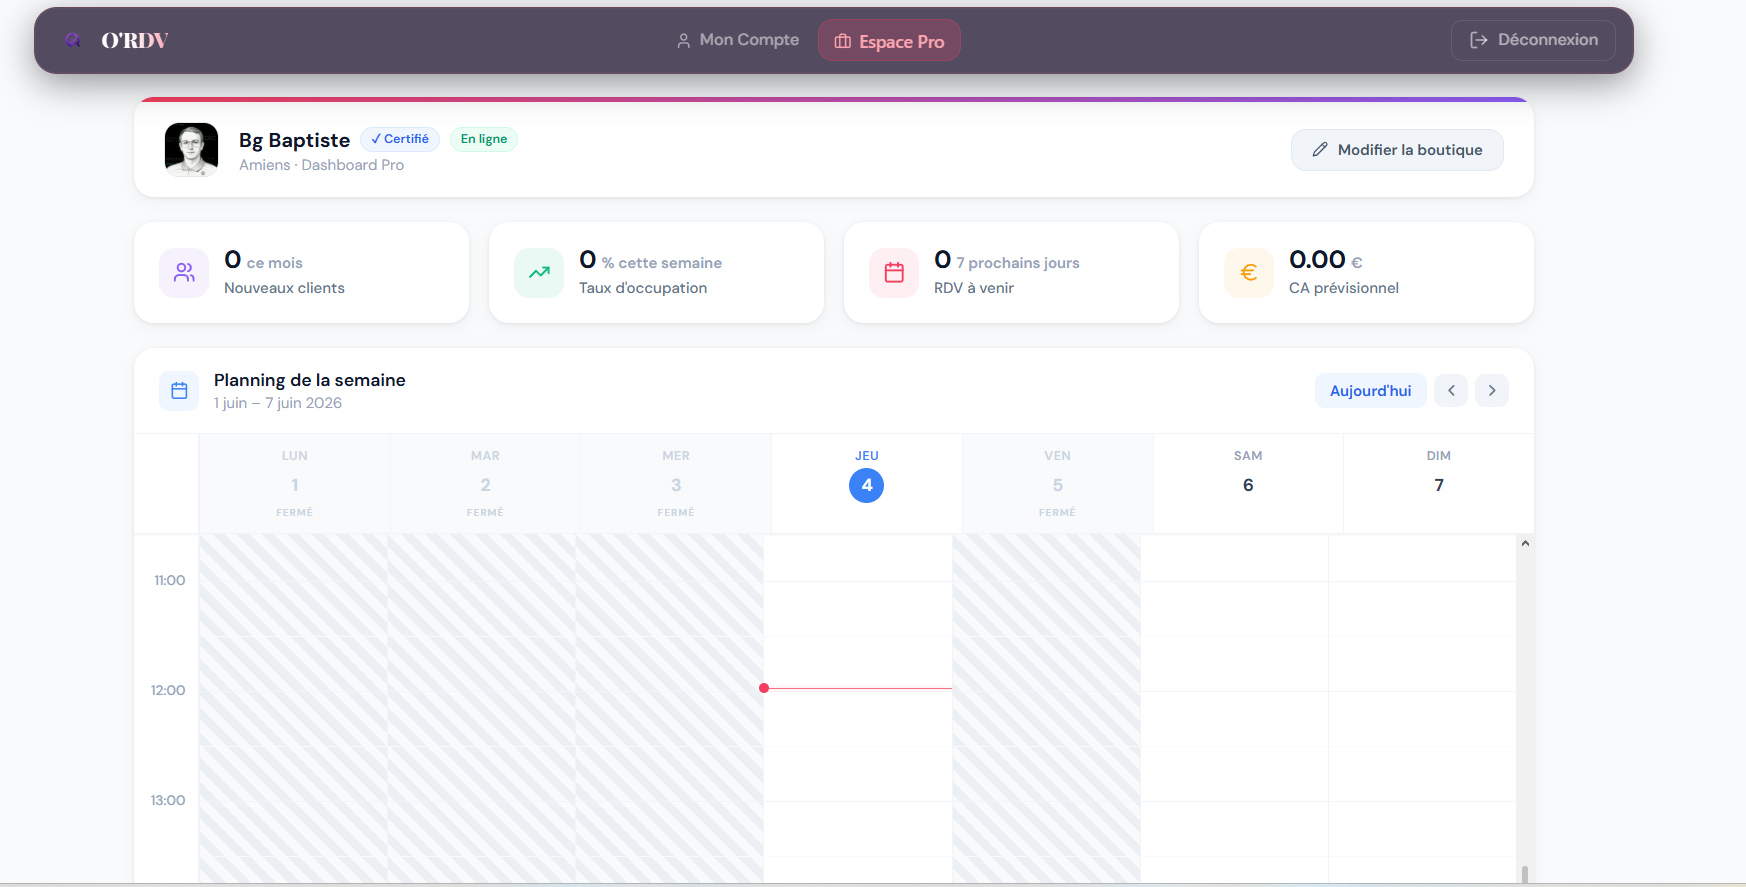 O'RDV
Mon Compte
Espace Pro
Déconnexion
Bg Baptiste
✓ Certifié
En ligne
Amiens · Dashboard Pro
Modifier la boutique
0 ce mois
Nouveaux clients
0 % cette semaine
Taux d'occupation
0 7 prochains jours
RDV à venir
0.00 €
CA prévisionnel
Planning de la semaine
1 juin – 7 juin 2026
Aujourd'hui
LUN
1
FERMÉ
MAR
2
FERMÉ
MER
3
FERMÉ
JEU
4
VEN
5
FERMÉ
SAM
6
DIM
7
11:00
12:00
13:00